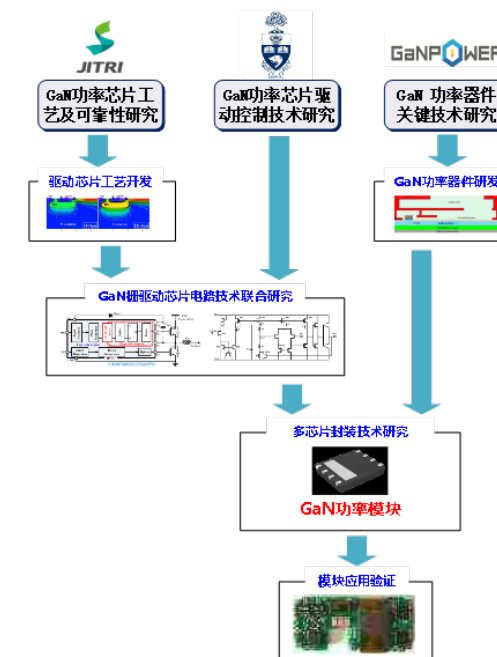 JITRI
GaNPOWER
GaN功率芯片工
艺及可靠性研究
GaN功率芯片驱
动控制技术研究
GaN 功率器件
关键技术研究
驱动芯片工艺开发
GaN功率器件研发
GaN栅驱动芯片电路技术联合研究
多芯片封装技术研究
GaN功率模块
模块应用验证